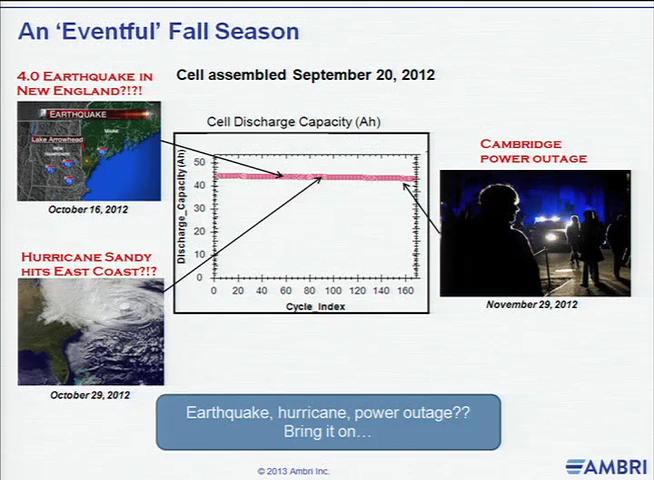 An ‘Eventful’ Fall Season
AMBRI
4.0 EARTHQUAKE IN
NEW ENGLAND?!?!
Cell assembled September 20, 2012
EARTHQUAKE
MAINE
Lake Arrowhead
NEW
HAMPSHIRE
October 16, 2012
Cell Discharge Capacity (Ah)
Discharge_Capacity(Ah)
50
40
30
20
10
0
0 20 40 60 80 100 120 140 160
Cycle_Index
CAMBRIDGE
POWER OUTAGE
November 29, 2012
HURRICANE SANDY
HITS EAST COAST?!?
October 29, 2012
Earthquake, hurricane, power outage??
Bring it on…
© 2013 Ambri Inc.
AMBRI